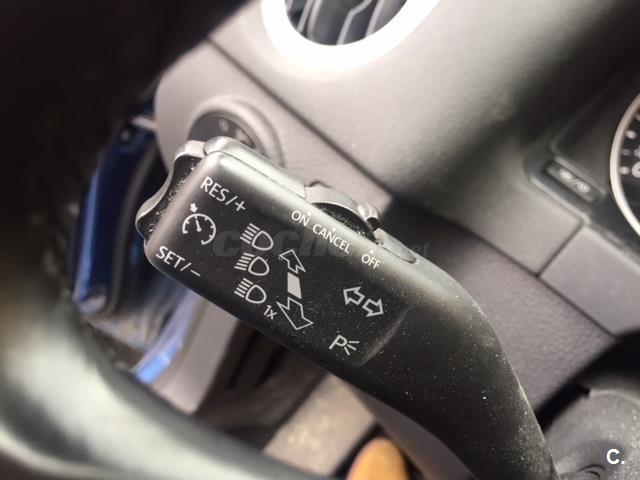 RES/+
ON CANCEL OFF
SET/–
1x
P
C.